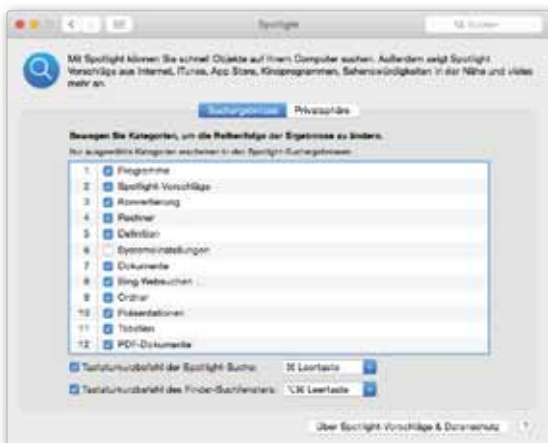 Spotlight
Suchen
Mit Spotlight können Sie schnell Objekte auf Ihrem Computer suchen. Außerdem zeigt Spotlight
Vorschläge aus Internet, iTunes, App Store, Kinoprogrammen, Sehenswürdigkeiten in der Nähe und vieles
mehr an.
Suchergebnisse Privatsphäre
Bewegen Sie Kategorien, um die Reihenfolge der Ergebnisse zu ändern.
Nur ausgewählte Kategorien erscheinen in den Spotlight-Suchergebnissen.
1 Programme
2 Spotlight-Vorschläge
3 Konvertierung
4 Rechner
5 Definition
6 Systemeinstellungen
7 Dokumente
8 Bing-Websuchen
9 Ordner
10 Präsentationen
11 Tabellen
12 PDF-Dokumente
Tastaturkurzbefehl der Spotlight-Suche: ⌘ Leertaste
Tastaturkurzbefehl des Finder-Suchfensters: ⌥⌘ Leertaste
Über Spotlight-Vorschläge & Datenschutz ?